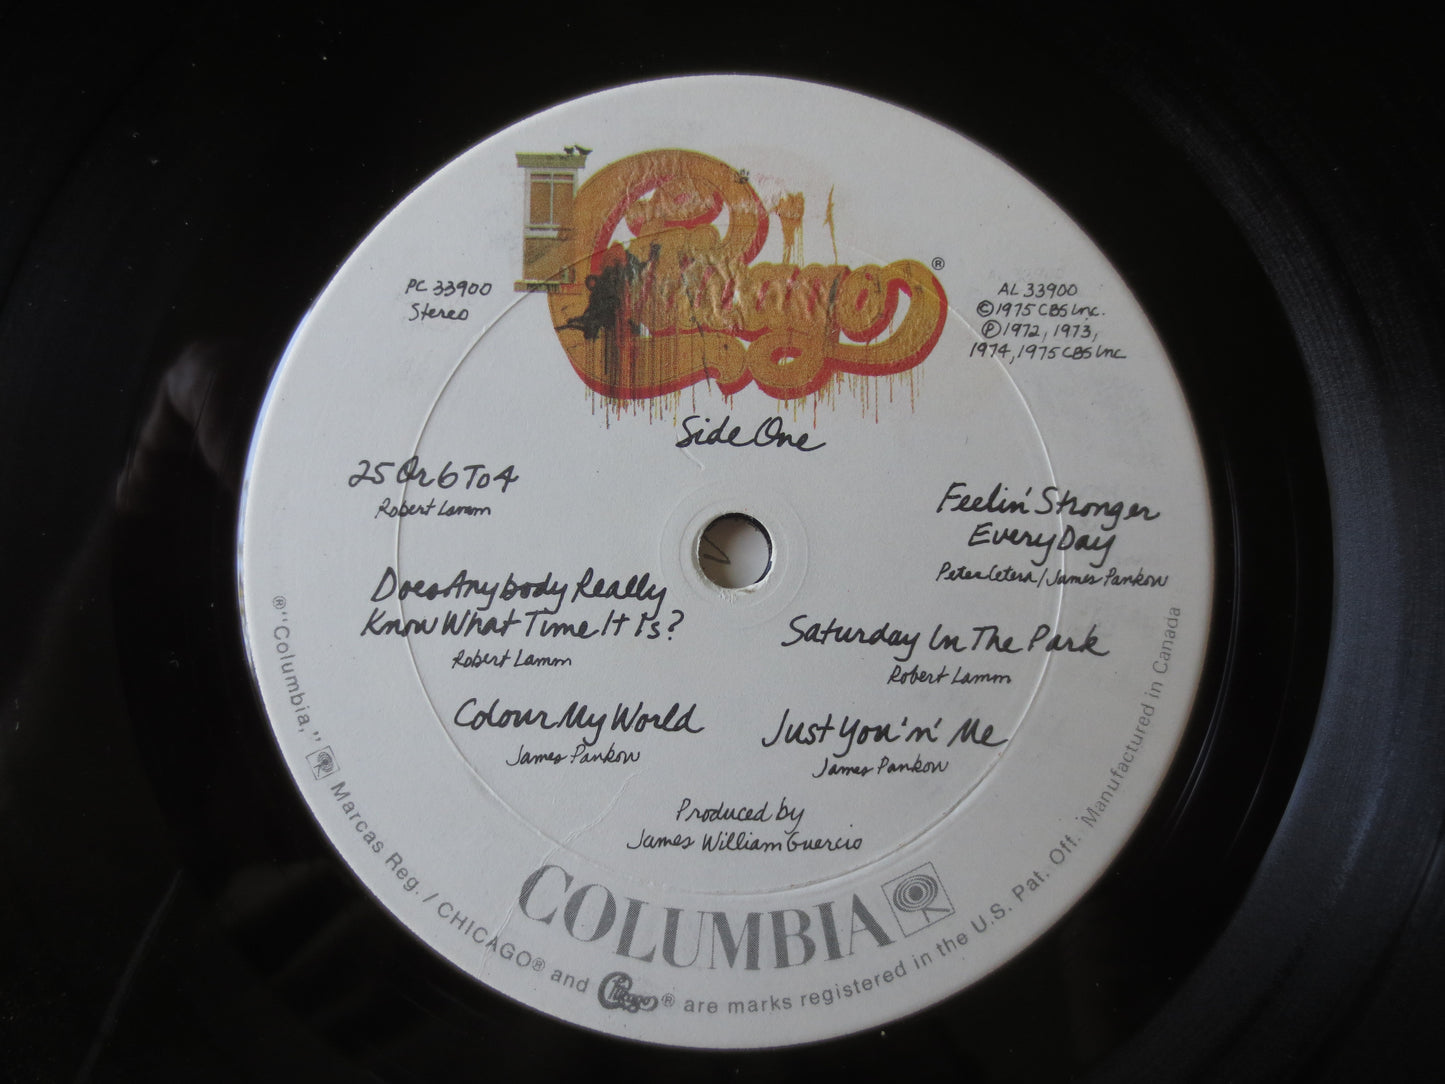 Chicago ®
PC 33900
Stereo
AL 33900
©1975 CBS Inc.
℗1972, 1973,
1974, 1975 CBS Inc.
Side One
25 Or 6 To 4
Robert Lamm
Does Anybody Really
Know What Time It Is?
Robert Lamm
Colour My World
James Pankow
Feelin' Stronger
Every Day
Peter Cetera/James Pankow
Saturday In The Park
Robert Lamm
Just You 'n' Me
James Pankow
Produced by
James William Guercio
COLUMBIA
® "Columbia," Marcas Reg. / CHICAGO® and Chicago ® are marks registered in the U.S. Pat. Off. Manufactured in Canada